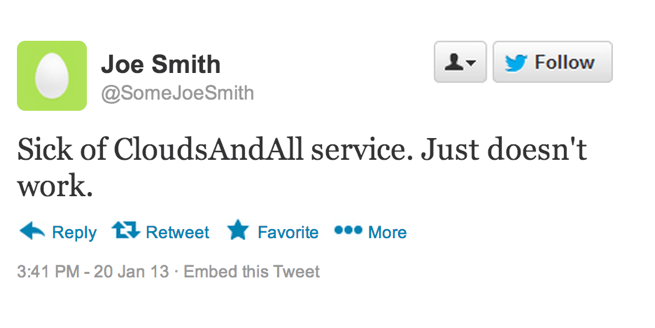 Joe Smith
@SomeJoeSmith
Follow
Sick of CloudsAndAll service. Just doesn't
work.
Reply Retweet Favorite More
3:41 PM - 20 Jan 13 · Embed this Tweet